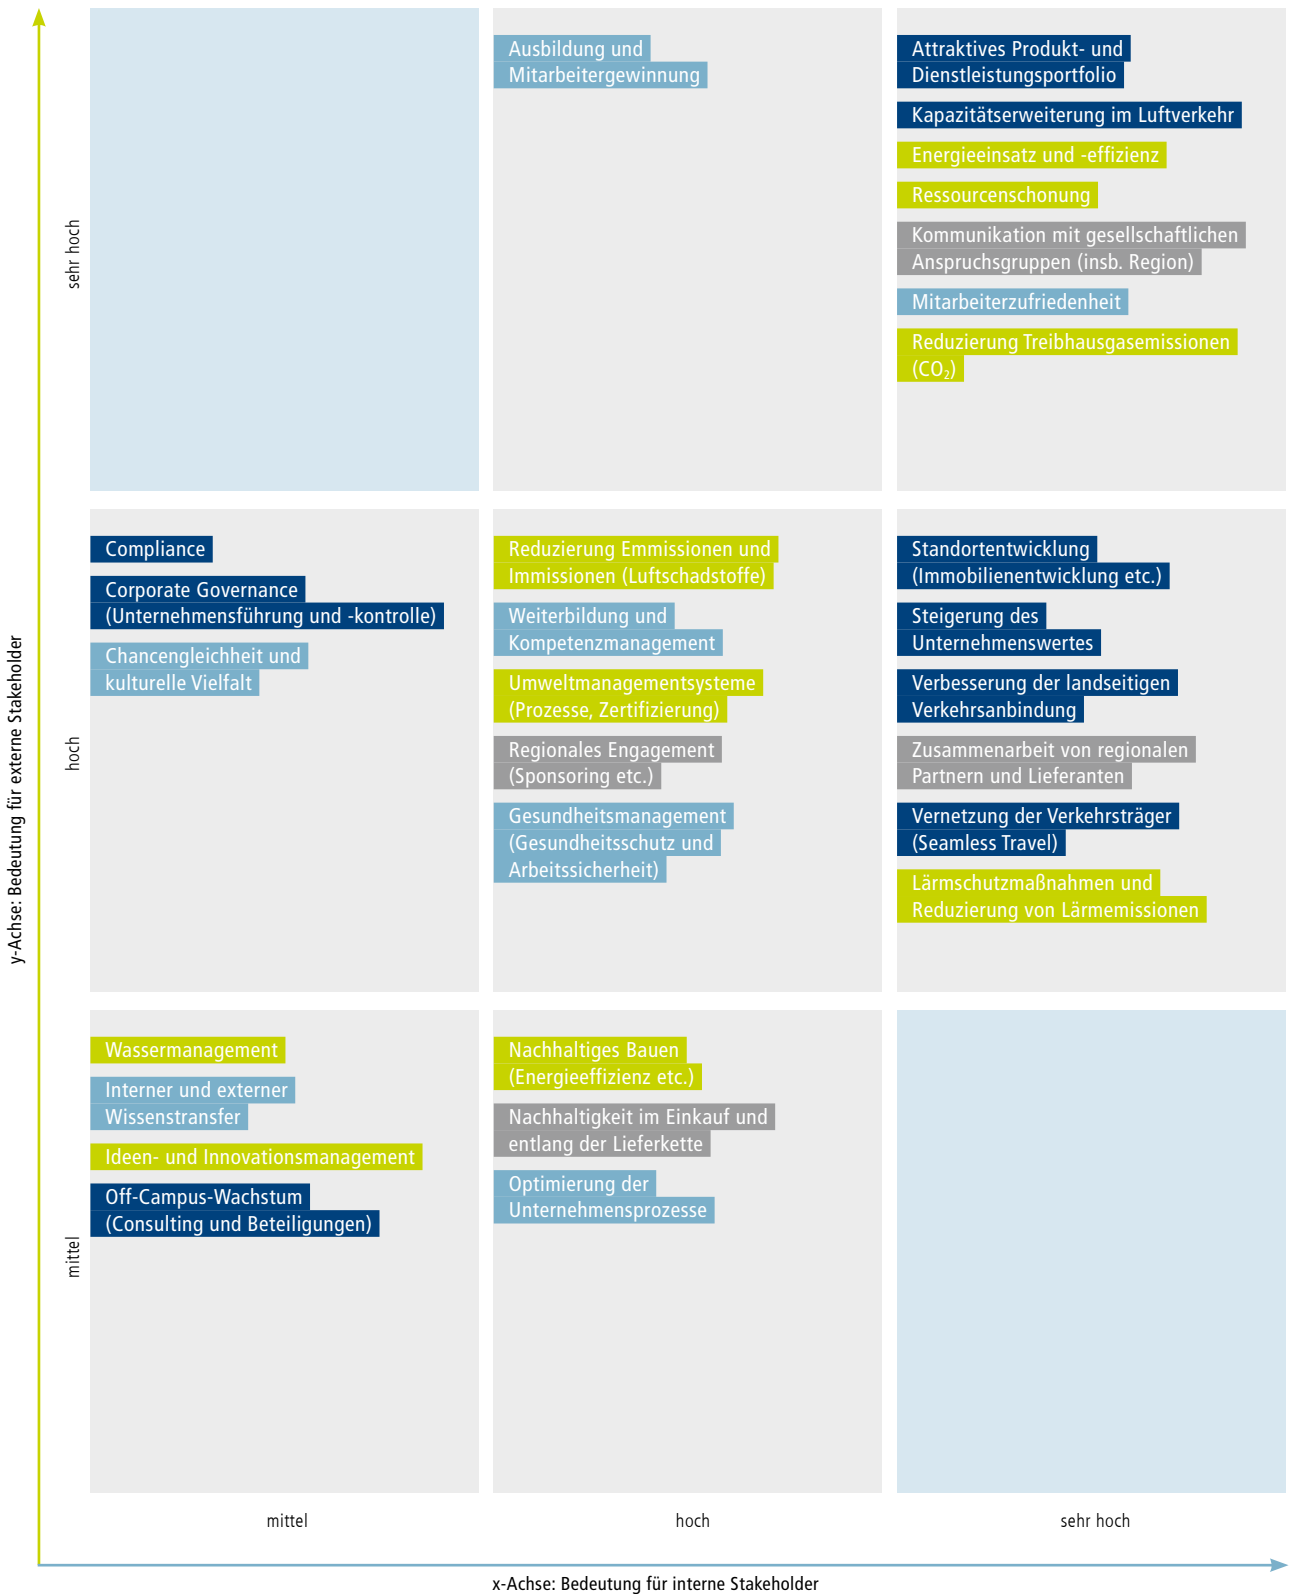 y-Achse: Bedeutung für externe Stakeholder
sehr hoch
Ausbildung und
Mitarbeitergewinnung
Attraktives Produkt- und
Dienstleistungsportfolio
Kapazitätserweiterung im Luftverkehr
Energieeinsatz und -effizienz
Ressourcenschonung
Kommunikation mit gesellschaftlichen
Anspruchsgruppen (insb. Region)
Mitarbeiterzufriedenheit
Reduzierung Treibhausgasemissionen
(CO₂)
hoch
Compliance
Corporate Governance
(Unternehmensführung und -kontrolle)
Chancengleichheit und
kulturelle Vielfalt
Reduzierung Emmissionen und
Immissionen (Luftschadstoffe)
Weiterbildung und
Kompetenzmanagement
Umweltmanagementsysteme
(Prozesse, Zertifizierung)
Regionales Engagement
(Sponsoring etc.)
Gesundheitsmanagement
(Gesundheitsschutz und
Arbeitssicherheit)
Standortentwicklung
(Immobilienentwicklung etc.)
Steigerung des
Unternehmenswertes
Verbesserung der landseitigen
Verkehrsanbindung
Zusammenarbeit von regionalen
Partnern und Lieferanten
Vernetzung der Verkehrsträger
(Seamless Travel)
Lärmschutzmaßnahmen und
Reduzierung von Lärmemissionen
mittel
Wassermanagement
Interner und externer
Wissenstransfer
Ideen- und Innovationsmanagement
Off-Campus-Wachstum
(Consulting und Beteiligungen)
Nachhaltiges Bauen
(Energieeffizienz etc.)
Nachhaltigkeit im Einkauf und
entlang der Lieferkette
Optimierung der
Unternehmensprozesse
mittel
hoch
sehr hoch
x-Achse: Bedeutung für interne Stakeholder